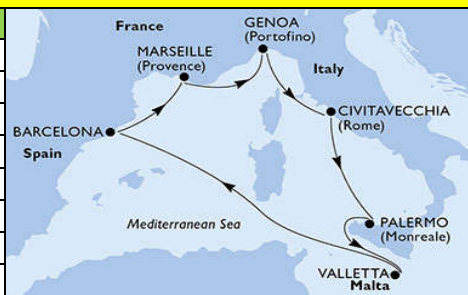 France
GENOA
(Portofino)
MARSEILLE
(Provence)
Italy
CIVITAVECCHIA
(Rome)
BARCELONA
Spain
Mediterranean Sea
PALERMO
(Monreale)
VALLETTA
Malta